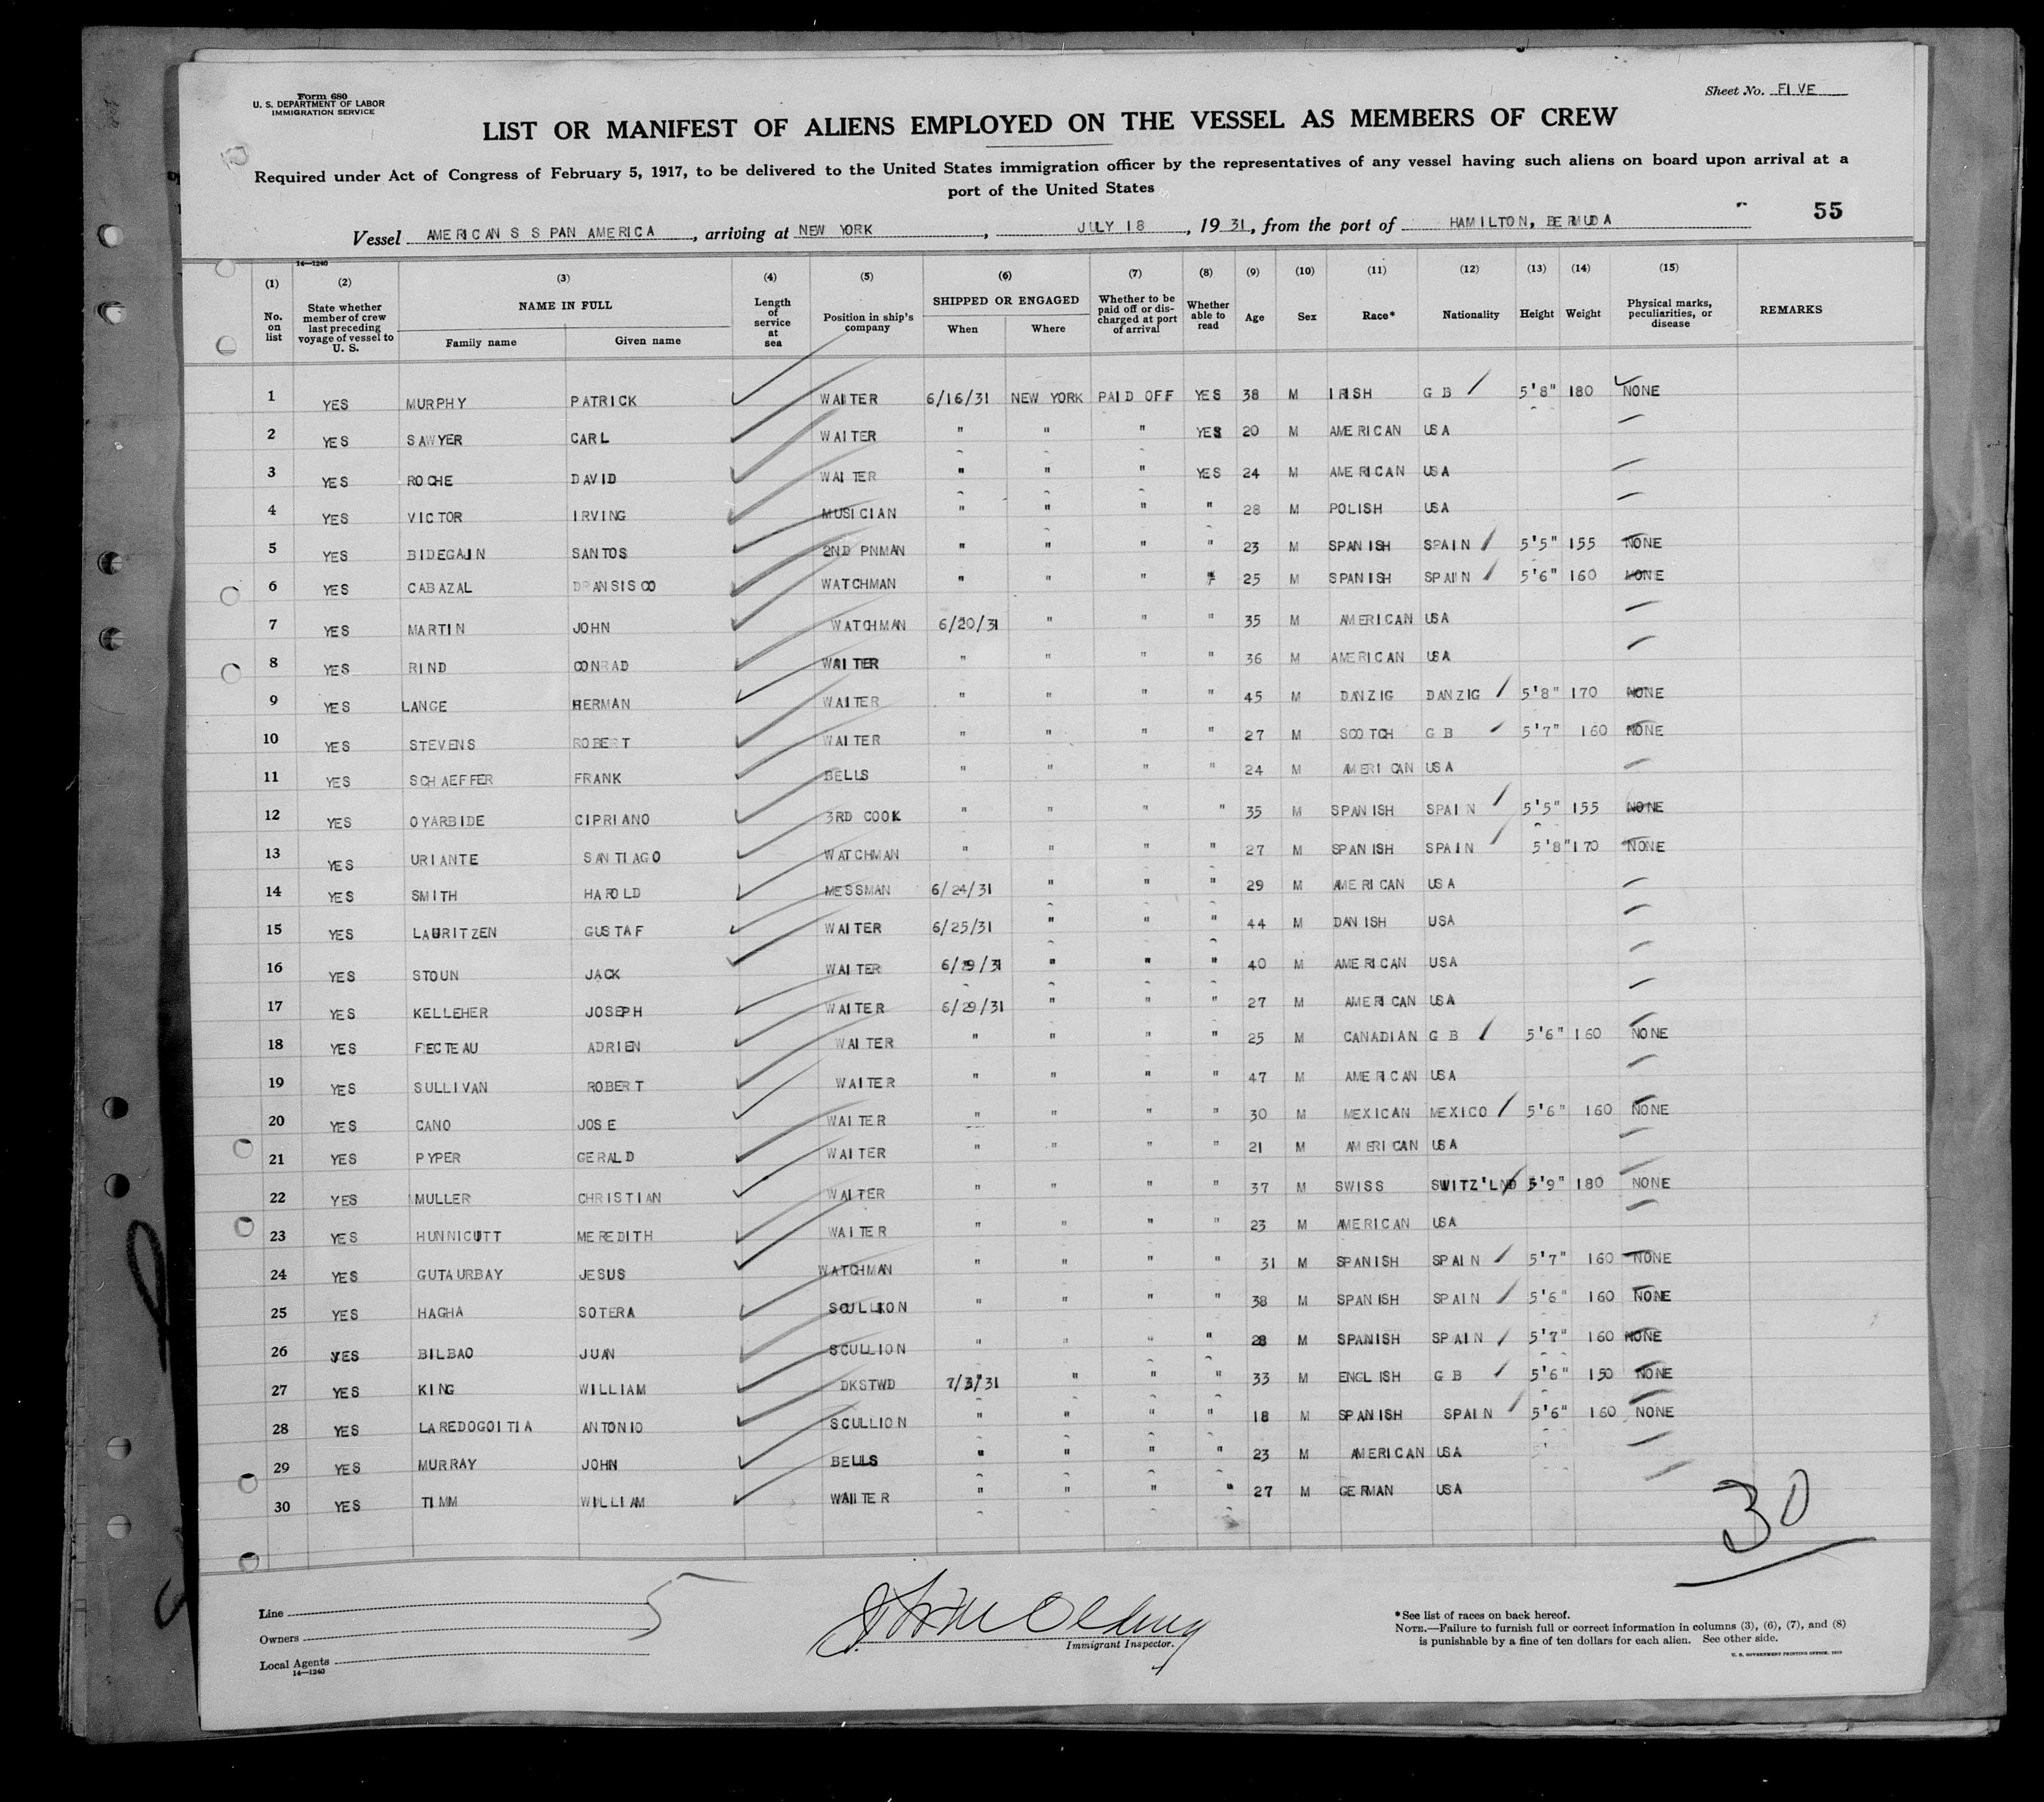 Form 680
U. S. DEPARTMENT OF LABOR
IMMIGRATION SERVICE
Sheet No. FIVE
LIST OR MANIFEST OF ALIENS EMPLOYED ON THE VESSEL AS MEMBERS OF CREW
Required under Act of Congress of February 5, 1917, to be delivered to the United States immigration officer by the representatives of any vessel having such aliens on board upon arrival at a
port of the United States
55
Vessel AMERICAN S S PAN AMERICA, arriving at NEW YORK, JULY 18, 1931, from the port of HAMILTON, BERMUDA
14—1240
(1) (2) (3) (4) (5) (6) (7) (8) (9) (10) (11) (12) (13) (14) (15)
No. on list State whether member of crew last preceding voyage of vessel to U. S. NAME IN FULL Family name Given name Length of service at sea Position in ship's company SHIPPED OR ENGAGED When Where Whether to be paid off or discharged at port of arrival Whether able to read Age Sex Race* Nationality Height Weight Physical marks, peculiarities, or disease REMARKS
1 YES MURPHY PATRICK WAITER 6/16/31 NEW YORK PAID OFF YES 38 M IRISH G B 5'8" 180 NONE
2 YES SAWYER CARL WAITER " " " YES 20 M AMERICAN USA
3 YES ROCHE DAVID WAITER " " " YES 24 M AMERICAN USA
4 YES VICTOR IRVING MUSICIAN " " " " 28 M POLISH USA
5 YES BIDEGAIN SANTOS 2ND PNMAN " " " " 23 M SPANISH SPAIN 5'5" 155 NONE
6 YES CABAZAL DRANSISCO WATCHMAN " " " " 25 M SPANISH SPAIN 5'6" 160 NONE
7 YES MARTIN JOHN WATCHMAN 6/20/31 " " " 35 M AMERICAN USA
8 YES RIND CONRAD WAITER " " " " 36 M AMERICAN USA
9 YES LANGE HERMAN WAITER " " " " 45 M DANZIG DANZIG 5'8" 170 NONE
10 YES STEVENS ROBERT WAITER " " " " 27 M SCOTCH G B 5'7" 160 NONE
11 YES SCHAEFFER FRANK BELLS " " " " 24 M AMERICAN USA
12 YES OYARBIDE CIPRIANO 3RD COOK " " " " 35 M SPANISH SPAIN 5'5" 155 NONE
13 YES URIANTE SANTIAGO WATCHMAN " " " " 27 M SPANISH SPAIN 5'8" 170 NONE
14 YES SMITH HAROLD MESSMAN 6/24/31 " " " 29 M AMERICAN USA
15 YES LAURITZEN GUSTAF WAITER 6/25/31 " " " 44 M DANISH USA
16 YES STOUN JACK WAITER 6/29/31 " " " 40 M AMERICAN USA
17 YES KELLEHER JOSEPH WAITER 6/29/31 " " " 27 M AMERICAN USA
18 YES FECTEAU ADRIEN WAITER " " " " 25 M CANADIAN G B 5'6" 160 NONE
19 YES SULLIVAN ROBERT WAITER " " " " 47 M AMERICAN USA
20 YES CANO JOSE WAITER " " " " 30 M MEXICAN MEXICO 5'6" 160 NONE
21 YES PYPER GERALD WAITER " " " " 21 M AMERICAN USA
22 YES MULLER CHRISTIAN WAITER " " " " 37 M SWISS SWITZ'LND 5'9" 180 NONE
23 YES HUNNICUTT MEREDITH WAITER " " " " 23 M AMERICAN USA
24 YES GUTAURBAY JESUS WATCHMAN " " " " 31 M SPANISH SPAIN 5'7" 160 NONE
25 YES HAGHA SOTERA SCULLION " " " " 38 M SPANISH SPAIN 5'6" 160 NONE
26 YES BILBAO JUAN SCULLION " " " " 28 M SPANISH SPAIN 5'7" 160 NONE
27 YES KING WILLIAM DKSTWD 7/3/31 " " " 33 M ENGLISH G B 5'6" 150 NONE
28 YES LAREDOGOITIA ANTONIO SCULLION " " " " 18 M SPANISH SPAIN 5'6" 160 NONE
29 YES MURRAY JOHN BELLS " " " " 23 M AMERICAN USA
30 YES TIMM WILLIAM WAITER " " " " 27 M GERMAN USA
30
Line
Owners
Local Agents
14—1240
5
Immigrant Inspector.
*See list of races on back hereof.
NOTE.—Failure to furnish full or correct information in columns (3), (6), (7), and (8)
is punishable by a fine of ten dollars for each alien. See other side.